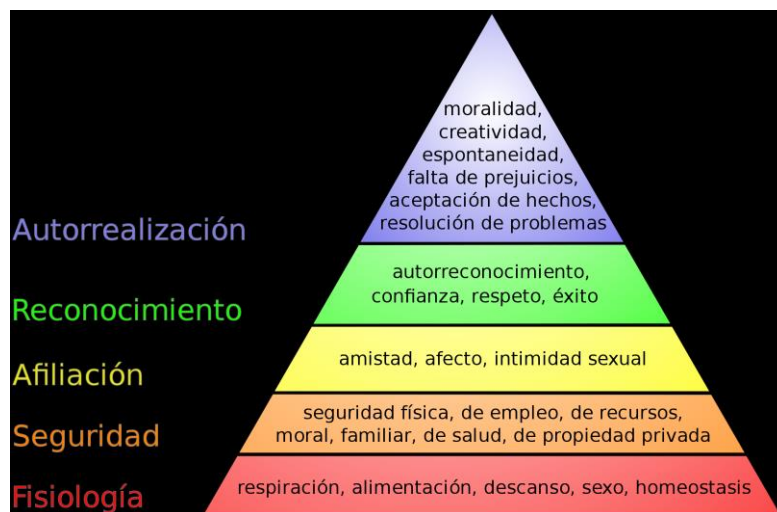 moralidad,
creatividad,
espontaneidad,
falta de prejuicios,
aceptación de hechos,
resolución de problemas
Autorrealización
autorreconocimiento,
confianza, respeto, éxito
Reconocimiento
amistad, afecto, intimidad sexual
Afiliación
seguridad física, de empleo, de recursos,
moral, familiar, de salud, de propiedad privada
Seguridad
respiración, alimentación, descanso, sexo, homeostasis
Fisiología